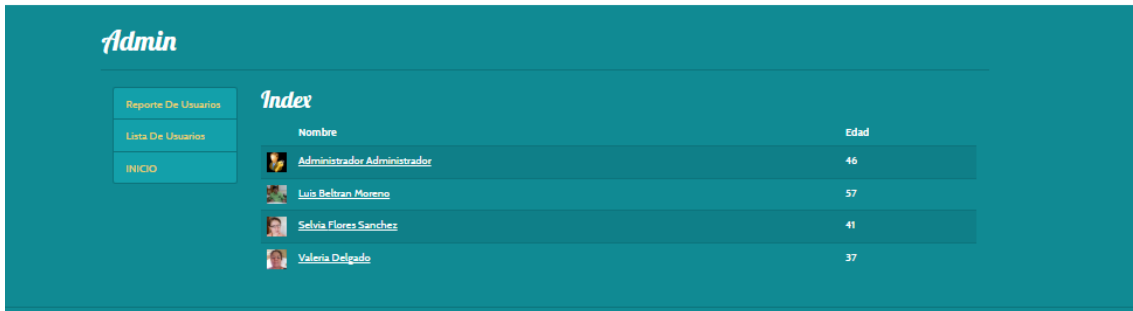 Admin
Reporte De Usuarios
Lista De Usuarios
INICIO
Index
Nombre Edad
Administrador Administrador 46
Luis Beltran Moreno 57
Selvia Flores Sanchez 41
Valeria Delgado 37